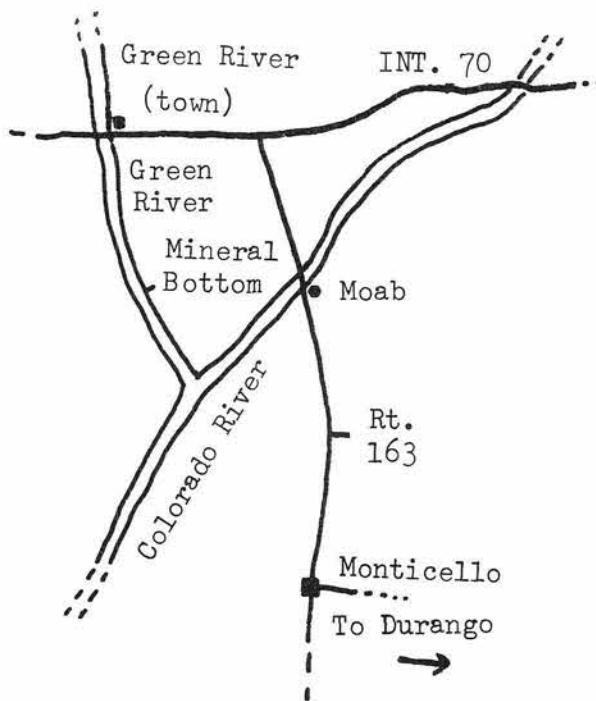 Green River
(town)
INT. 70
Green
River
Mineral
Bottom
Moab
Colorado River
Rt.
163
Monticello
To Durango